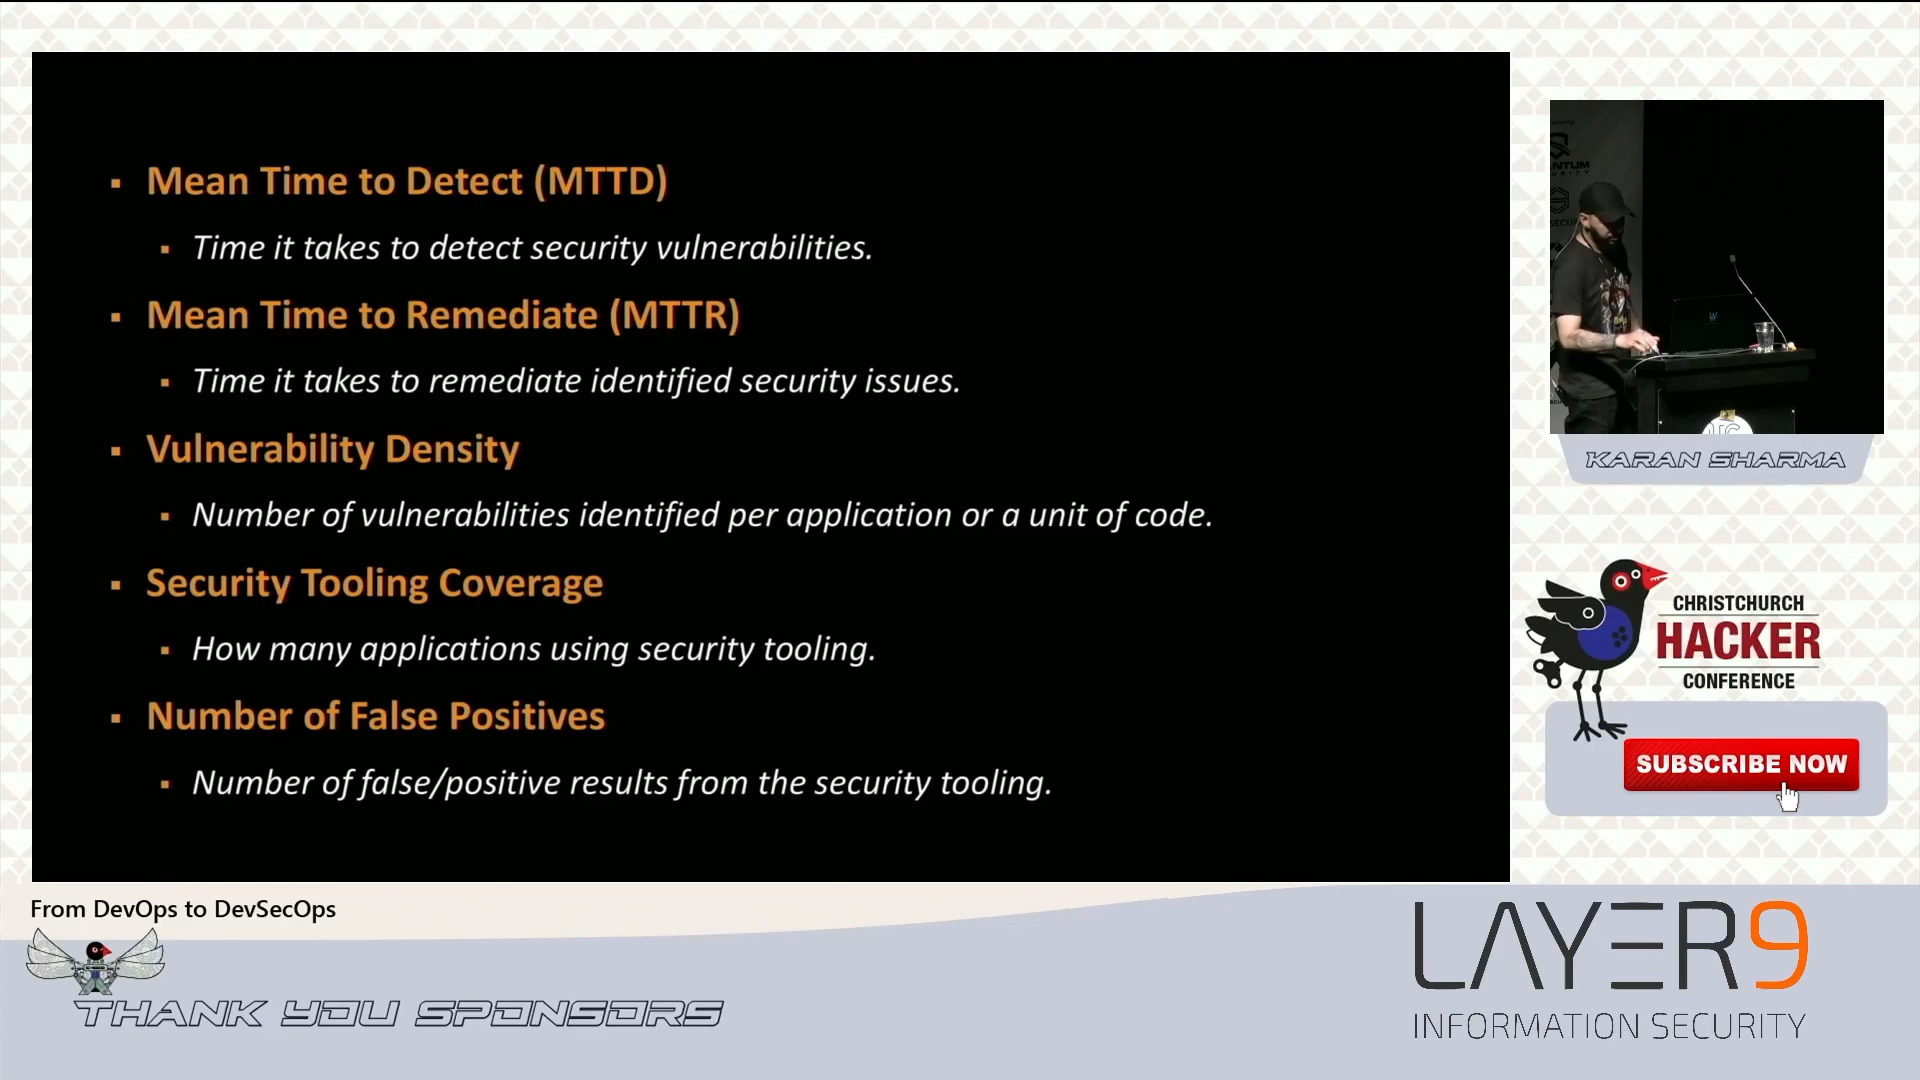 ▪ Mean Time to Detect (MTTD)
▪ Time it takes to detect security vulnerabilities.
▪ Mean Time to Remediate (MTTR)
▪ Time it takes to remediate identified security issues.
▪ Vulnerability Density
▪ Number of vulnerabilities identified per application or a unit of code.
▪ Security Tooling Coverage
▪ How many applications using security tooling.
▪ Number of False Positives
▪ Number of false/positive results from the security tooling.
KARAN SHARMA
CHRISTCHURCH
HACKER
CONFERENCE
SUBSCRIBE NOW
From DevOps to DevSecOps
THANK YOU SPONSORS
LAYER9
INFORMATION SECURITY